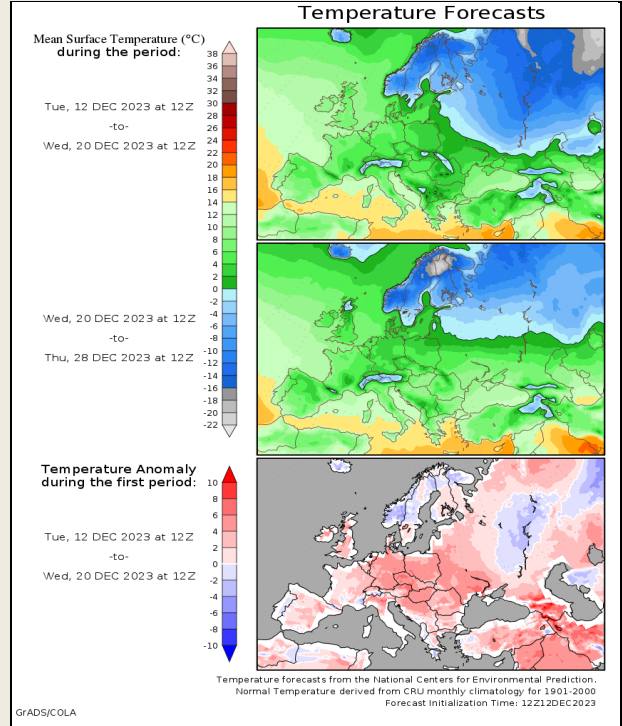 Temperature Forecasts
Mean Surface Temperature (°C)
during the period:
Tue, 12 DEC 2023 at 12Z
-to-
Wed, 20 DEC 2023 at 12Z
38
36
34
32
30
28
26
24
22
20
18
16
14
12
10
8
6
4
2
0
-2
-4
-6
-8
-10
-12
-14
-16
-18
-20
-22
Wed, 20 DEC 2023 at 12Z
-to-
Thu, 28 DEC 2023 at 12Z
Temperature Anomaly
during the first period:
Tue, 12 DEC 2023 at 12Z
-to-
Wed, 20 DEC 2023 at 12Z
10
8
6
4
2
0
-2
-4
-6
-8
-10
Temperature forecasts from the National Centers for Environmental Prediction.
Normal Temperature derived from CRU monthly climatology for 1901-2000
Forecast Initialization Time: 12Z12DEC2023
GrADS/COLA